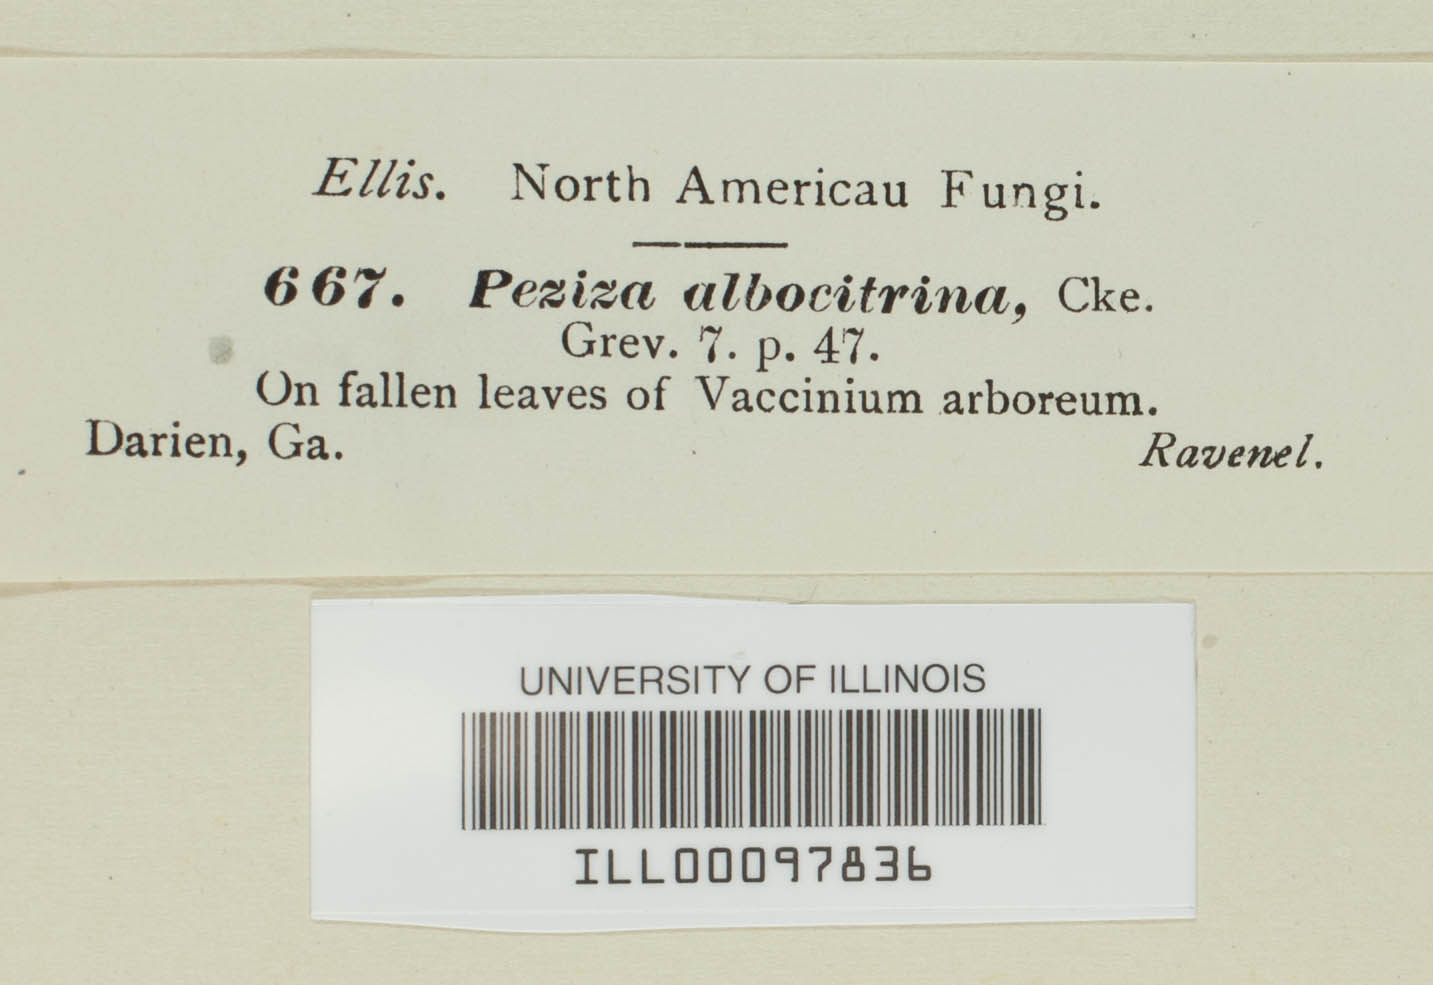 Ellis. North Americau Fungi.
667. Peziza albocitrina, Cke.
Grev. 7. p. 47.
On fallen leaves of Vaccinium arboreum.
Darien, Ga. Ravenel.
UNIVERSITY OF ILLINOIS
ILL00097836